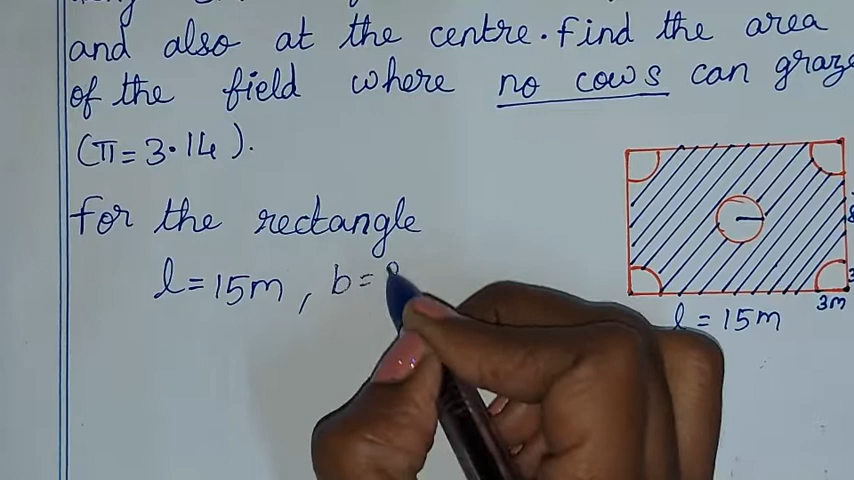 and also at the centre. Find the area
of the field where no cows can graze
(π = 3.14).
For the rectangle
l = 15m, b =
3m
l = 15m